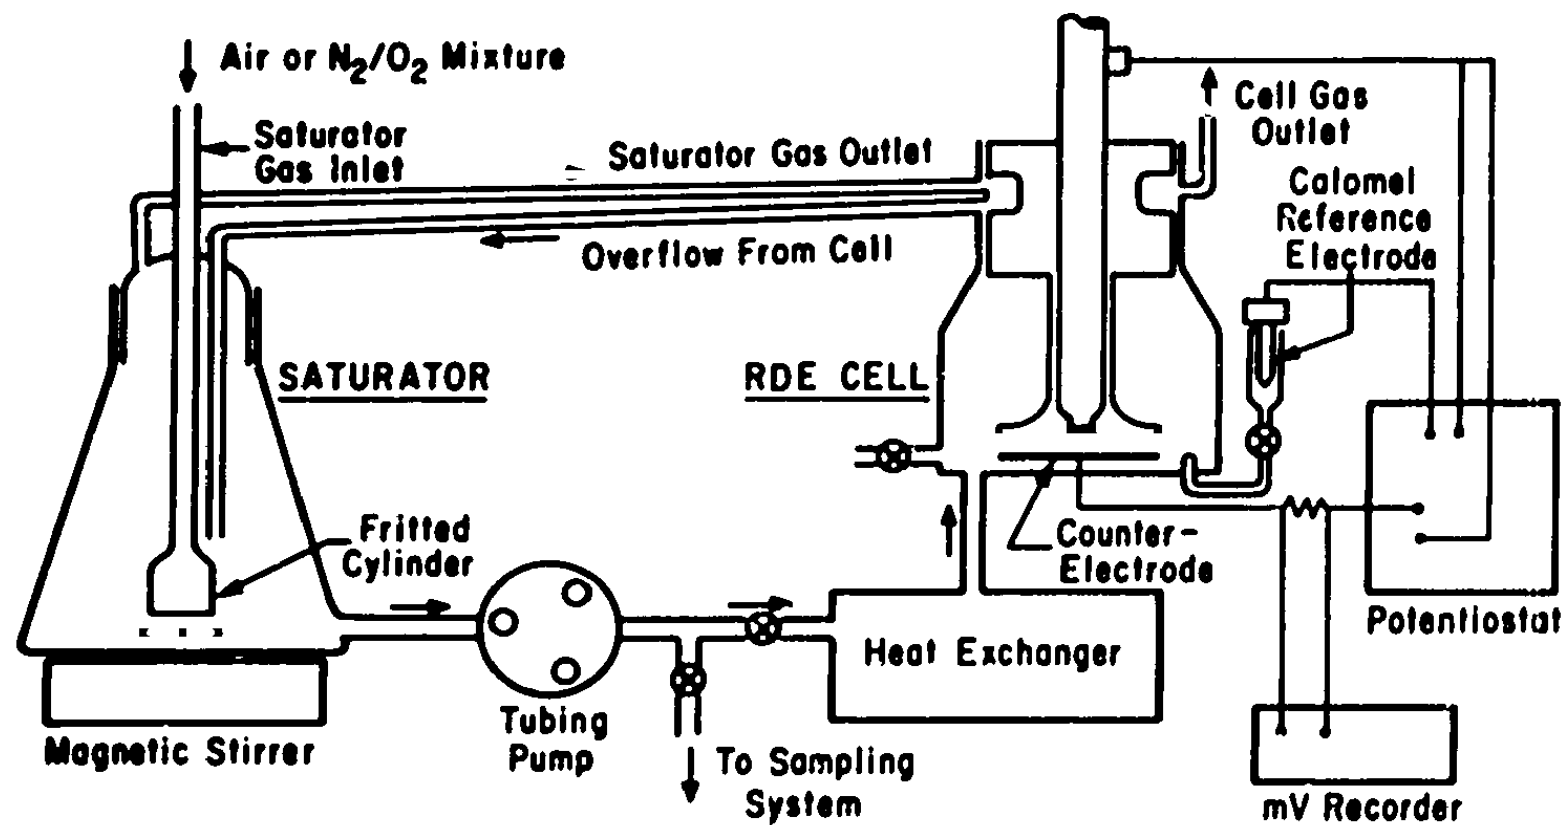 Air or N₂/O₂ Mixture
Saturator
Gas Inlet
Saturator Gas Outlet
Overflow From Cell
Cell Gas
Outlet
Calomel
Reference
Electrode
SATURATOR
RDE CELL
Fritted
Cylinder
Counter-
Electrode
Potentiostat
Heat Exchanger
Magnetic Stirrer
Tubing
Pump
To Sampling
System
mV Recorder